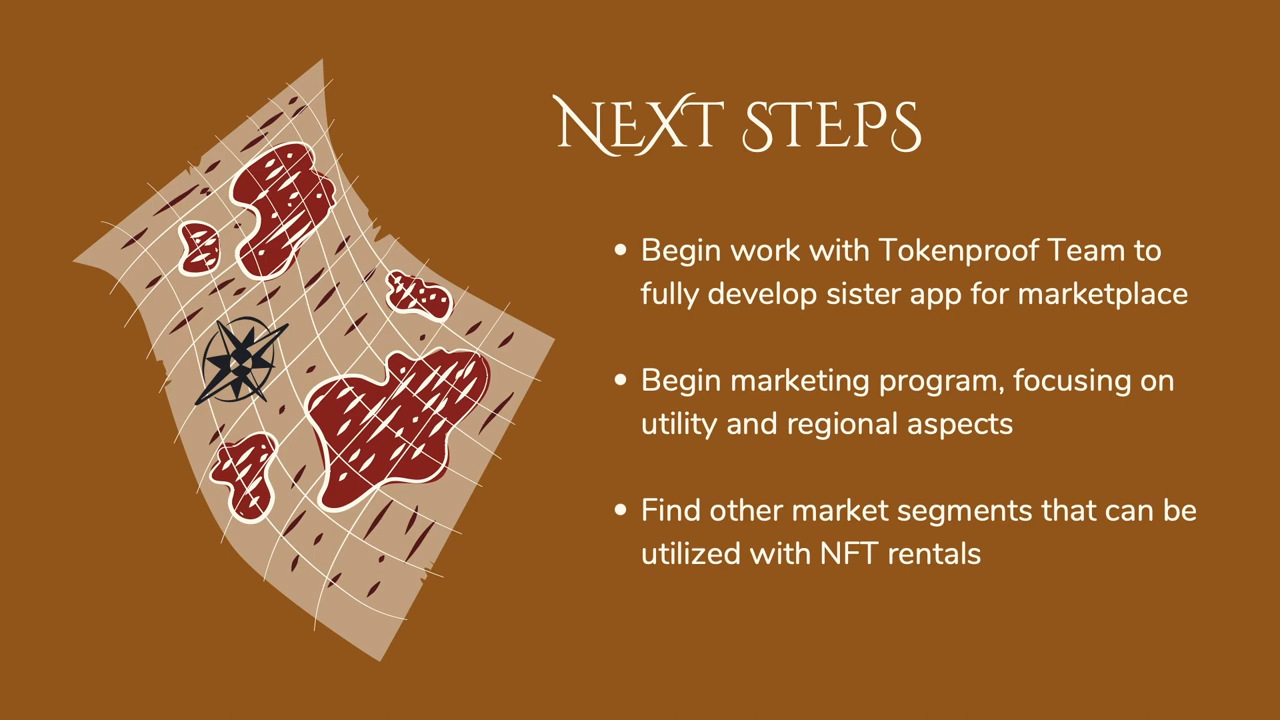 NEXT STEPS
• Begin work with Tokenproof Team to
fully develop sister app for marketplace
• Begin marketing program, focusing on
utility and regional aspects
• Find other market segments that can be
utilized with NFT rentals